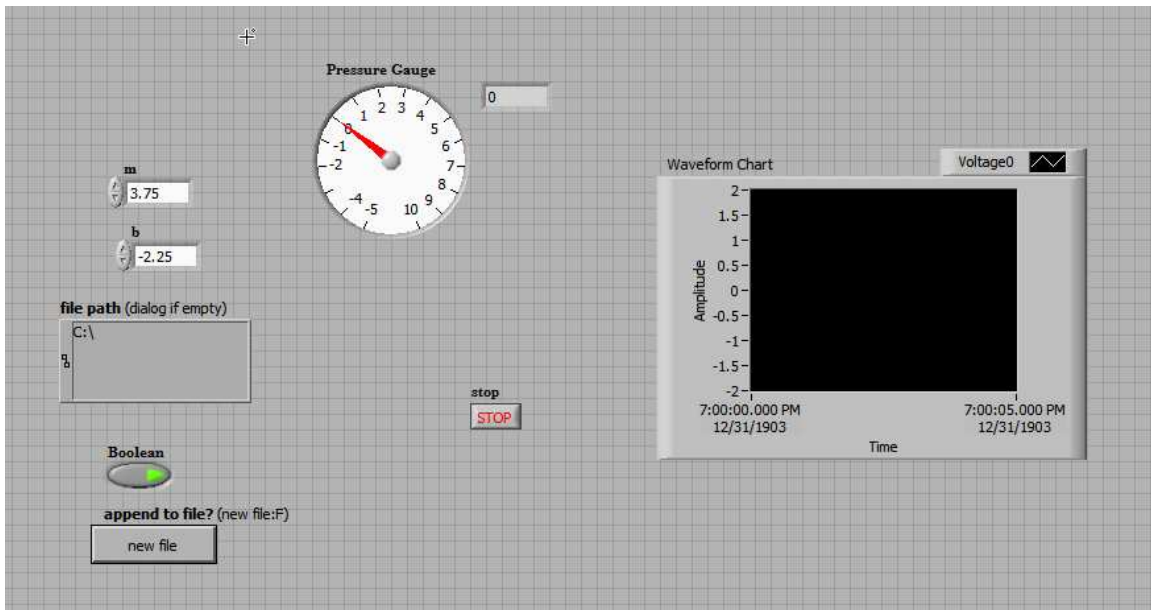 Pressure Gauge
0
-5
-4
-2
-1
0
1
2
3
4
5
6
7
8
9
10
m
3.75
b
-2.25
file path (dialog if empty)
C:\
Boolean
append to file? (new file:F)
new file
stop
STOP
Waveform Chart
Voltage0
Amplitude
2
1.5
1
0.5
0
-0.5
-1
-1.5
-2
7:00:00.000 PM
12/31/1903
7:00:05.000 PM
12/31/1903
Time